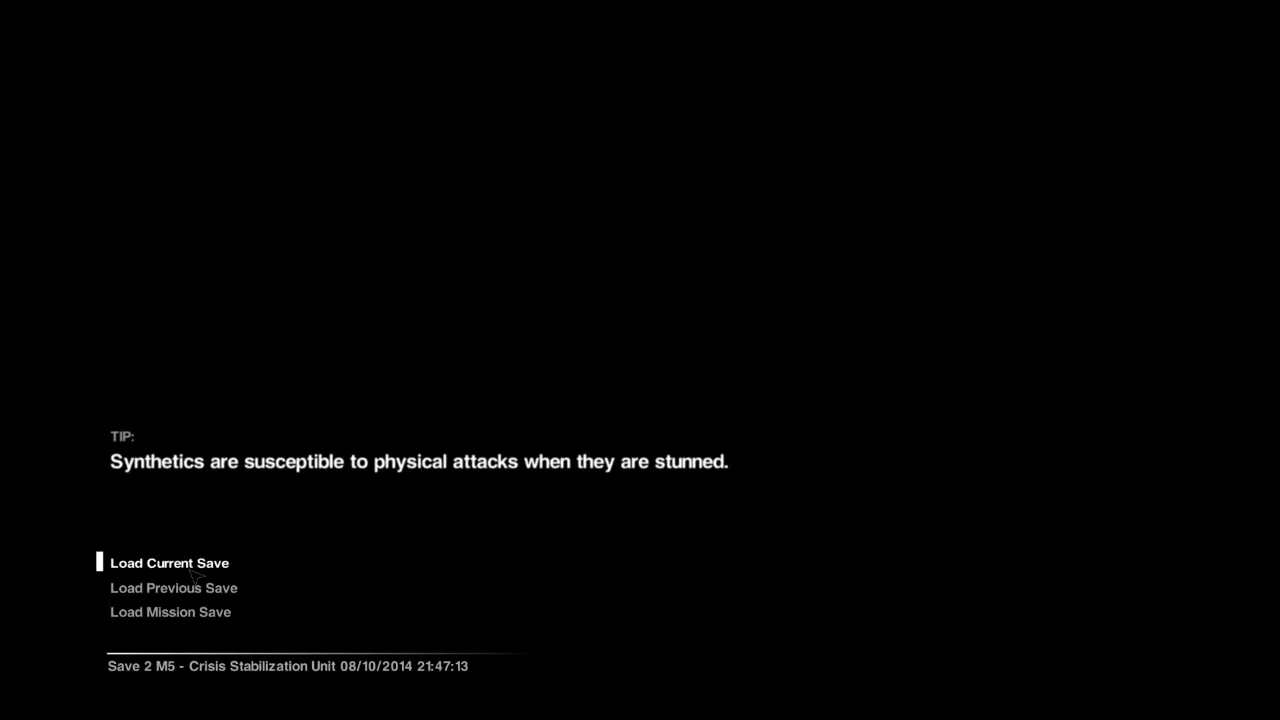 TIP:
Synthetics are susceptible to physical attacks when they are stunned.
Load Current Save
Load Previous Save
Load Mission Save
Save 2 M5 - Crisis Stabilization Unit 08/10/2014 21:47:13